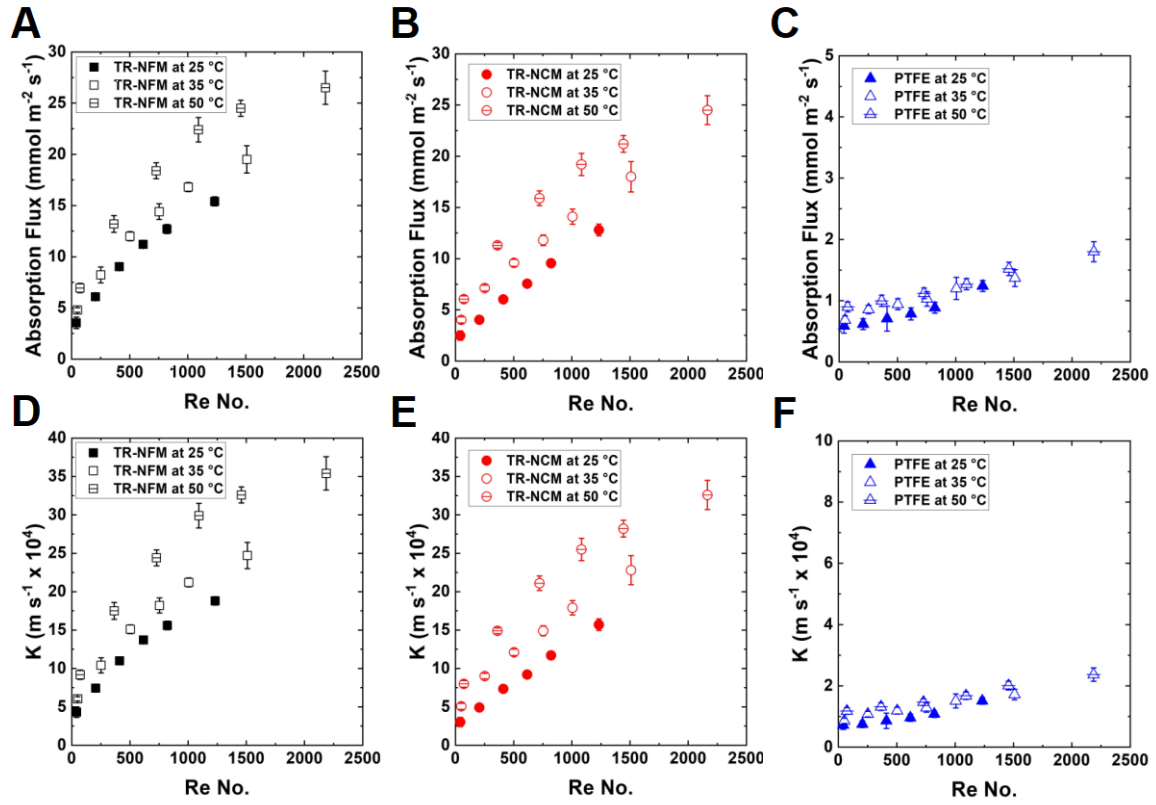 A
30
25
20
15
10
5
0
Absorption Flux (mmol m⁻² s⁻¹)
TR-NFM at 25 °C
TR-NFM at 35 °C
TR-NFM at 50 °C
0 500 1000 1500 2000 2500
Re No.
B
30
25
20
15
10
5
0
Absorption Flux (mmol m⁻² s⁻¹)
TR-NCM at 25 °C
TR-NCM at 35 °C
TR-NCM at 50 °C
0 500 1000 1500 2000 2500
Re No.
C
5
4
3
2
1
0
Absorption Flux (mmol m⁻² s⁻¹)
PTFE at 25 °C
PTFE at 35 °C
PTFE at 50 °C
0 500 1000 1500 2000 2500
Re No.
D
40
35
30
25
20
15
10
5
0
K (m s⁻¹ x 10⁴)
TR-NFM at 25 °C
TR-NFM at 35 °C
TR-NFM at 50 °C
0 500 1000 1500 2000 2500
Re No.
E
40
35
30
25
20
15
10
5
0
K (m s⁻¹ x 10⁴)
TR-NCM at 25 °C
TR-NCM at 35 °C
TR-NCM at 50 °C
0 500 1000 1500 2000 2500
Re No.
F
10
8
6
4
2
0
K (m s⁻¹ x 10⁴)
PTFE at 25 °C
PTFE at 35 °C
PTFE at 50 °C
0 500 1000 1500 2000 2500
Re No.